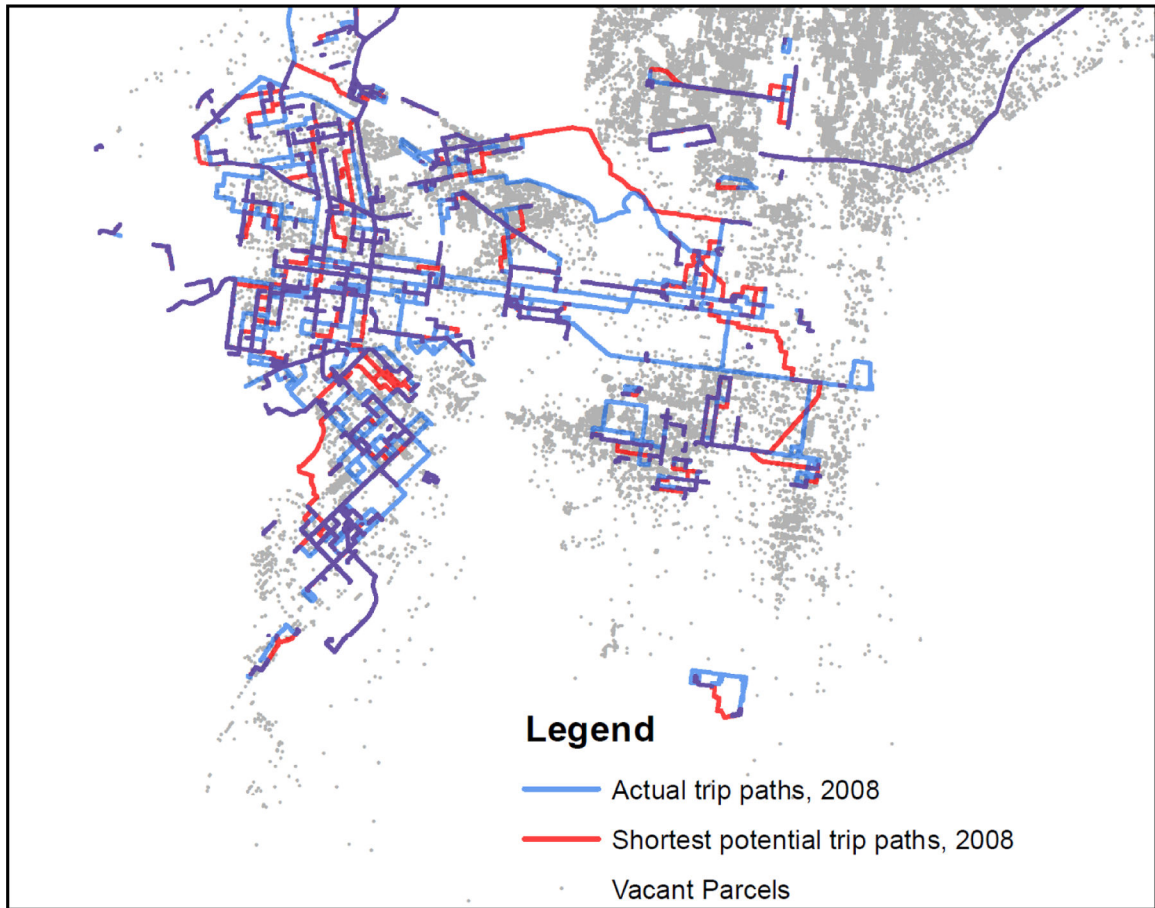 Legend
Actual trip paths, 2008
Shortest potential trip paths, 2008
Vacant Parcels